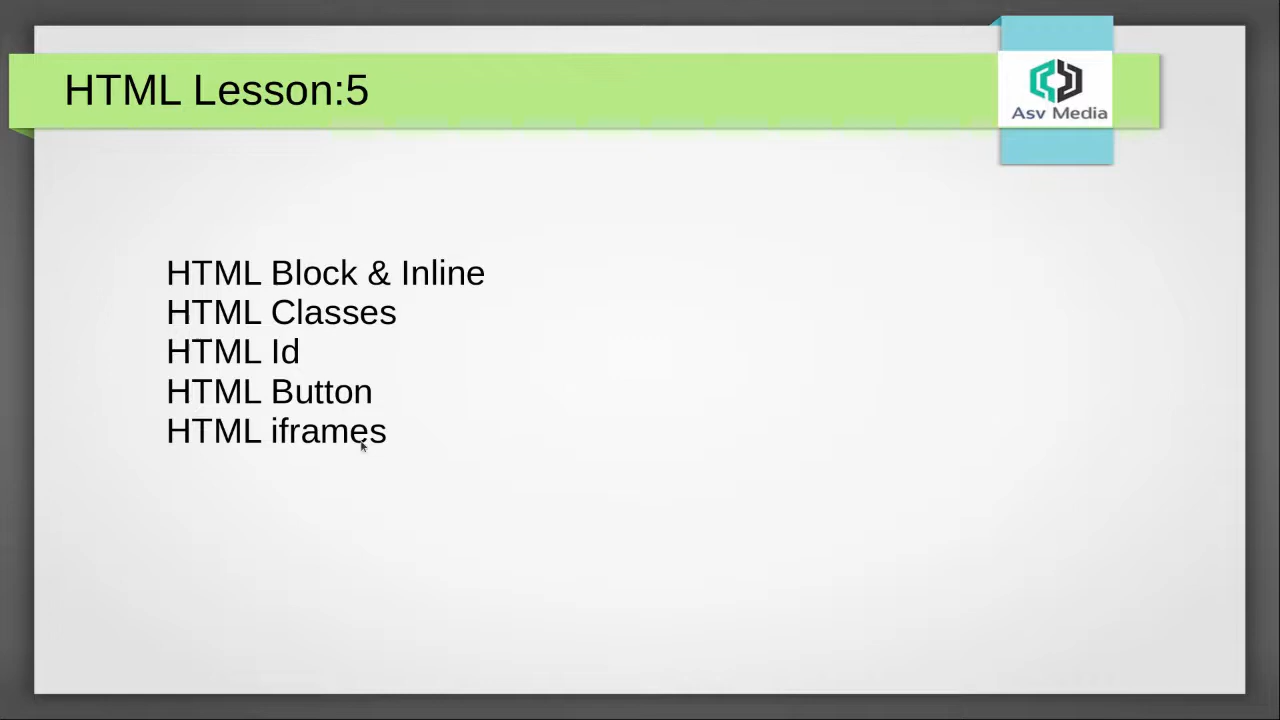 HTML Lesson:5
Asv Media
HTML Block & Inline
HTML Classes
HTML Id
HTML Button
HTML iframes